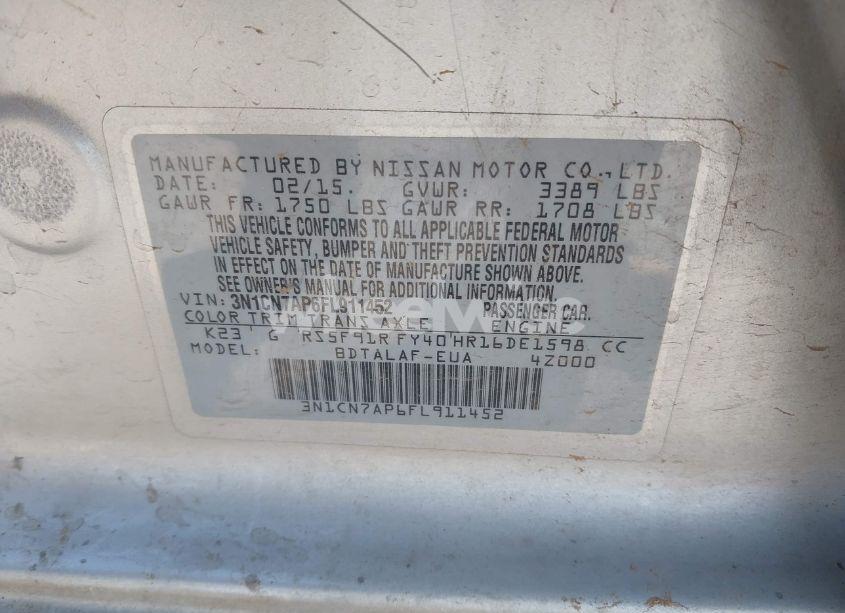 MANUFACTURED BY NISSAN MOTOR CO., LTD.
DATE: 02/15. GVWR: 3389 LBS
GAWR FR: 1750 LBS GAWR RR: 1708 LBS
THIS VEHICLE CONFORMS TO ALL APPLICABLE FEDERAL MOTOR
VEHICLE SAFETY, BUMPER AND THEFT PREVENTION STANDARDS
IN EFFECT ON THE DATE OF MANUFACTURE SHOWN ABOVE.
SEE OWNER'S MANUAL FOR ADDITIONAL INFORMATION.
VIN: 3N1CN7AP6FL911452 PASSENGER CAR.
COLOR TRIM TRANS AXLE ENGINE
K23 G RS5F91R FY40 HR16DE1598 CC
MODEL: BDTALAF-EUA 4Z000
3N1CN7AP6FL911452